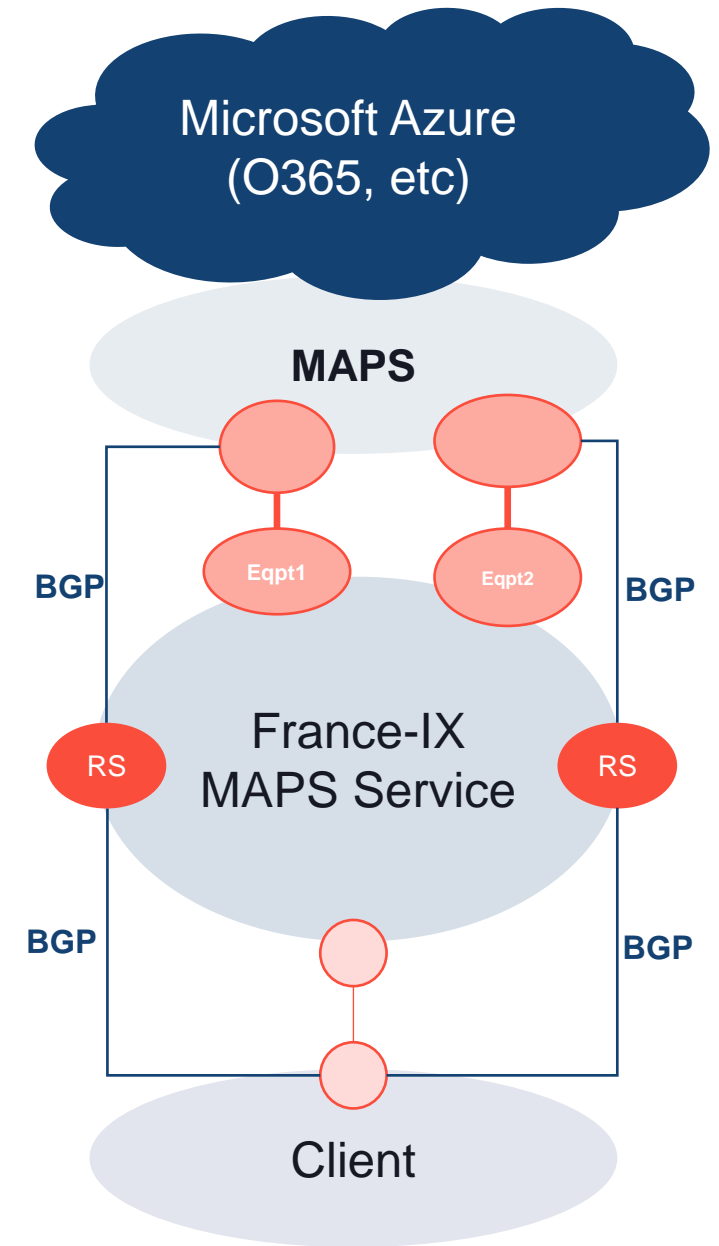 Microsoft Azure
(O365, etc)
MAPS
Eqpt1
Eqpt2
BGP
BGP
France-IX
MAPS Service
RS
RS
BGP
BGP
Client